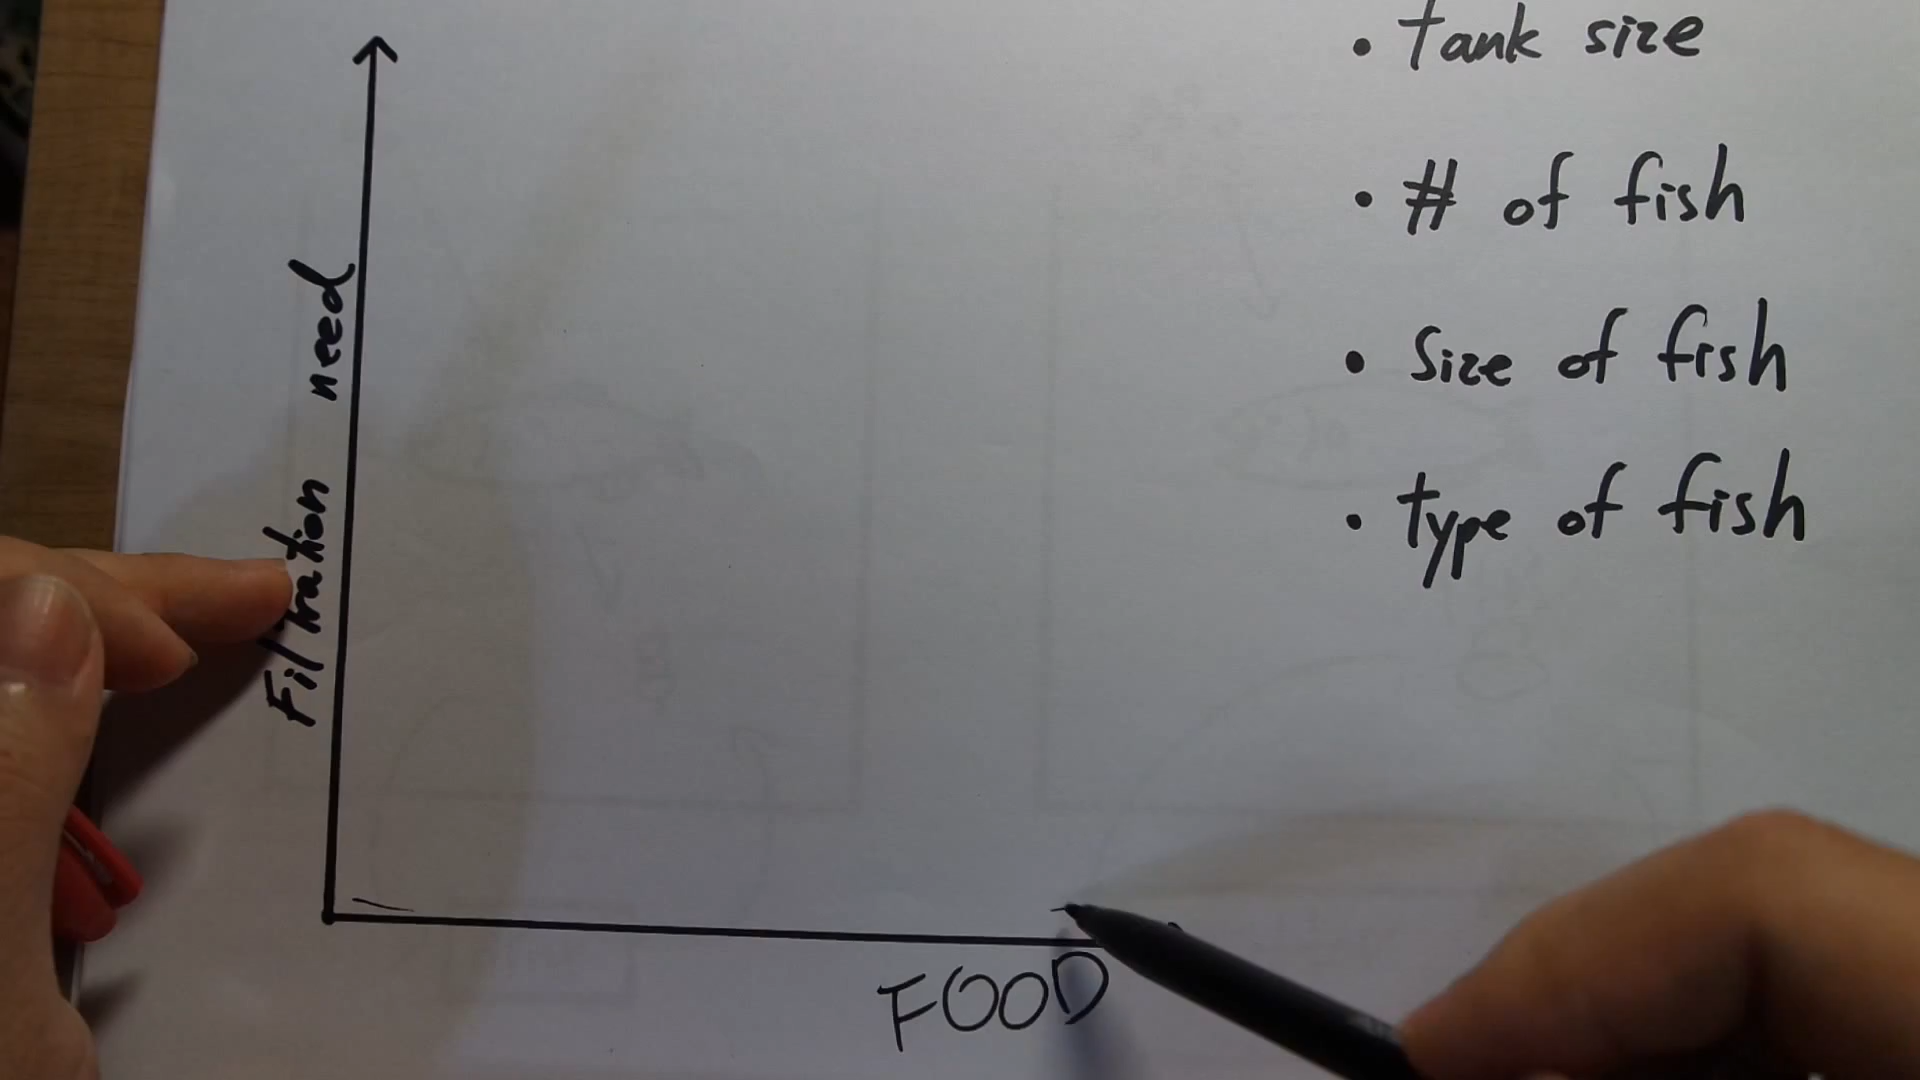 Filtration need
FOOD
• Tank size
• # of fish
• Size of fish
• type of fish